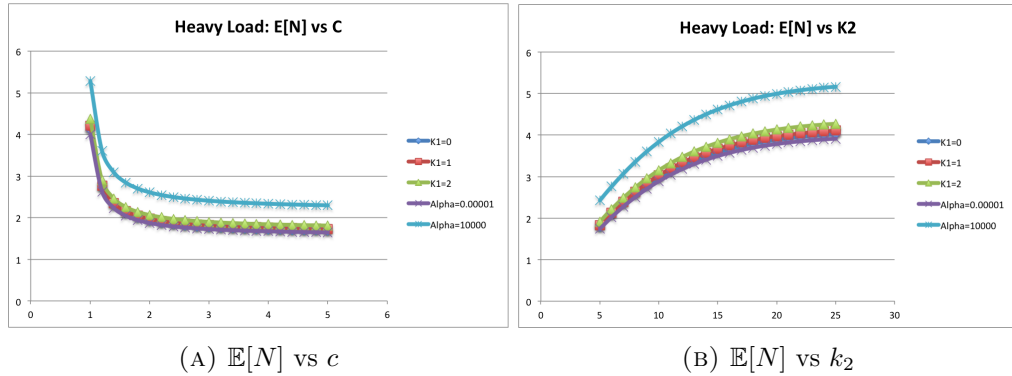 Heavy Load: E[N] vs C
6
5
4
3
2
1
0
0 1 2 3 4 5 6
K1=0
K1=1
K1=2
Alpha=0.00001
Alpha=10000
(A) 𝔼[N] vs c
Heavy Load: E[N] vs K2
6
5
4
3
2
1
0
0 5 10 15 20 25 30
K1=0
K1=1
K1=2
Alpha=0.00001
Alpha=10000
(B) 𝔼[N] vs k₂